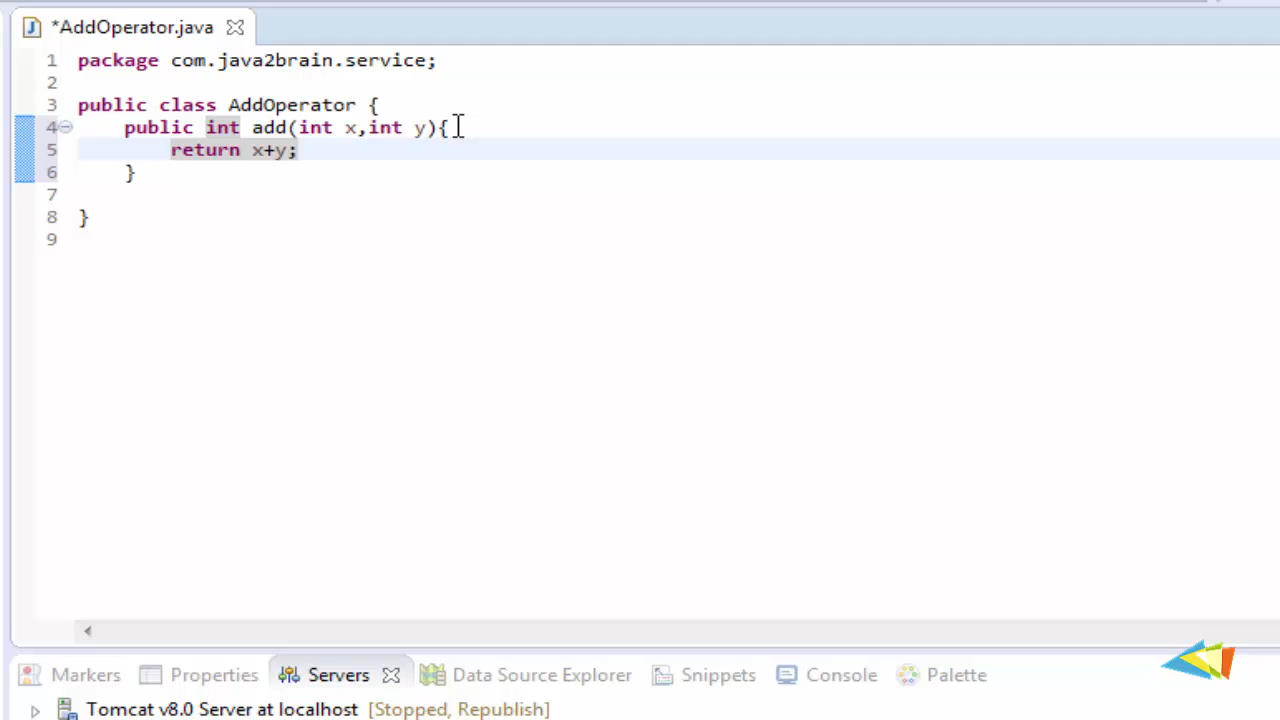 *AddOperator.java
1 package com.java2brain.service;
2
3 public class AddOperator {
4 public int add(int x,int y){
5 return x+y;
6 }
7
8 }
9
Markers Properties Servers Data Source Explorer Snippets Console Palette
Tomcat v8.0 Server at localhost [Stopped, Republish]